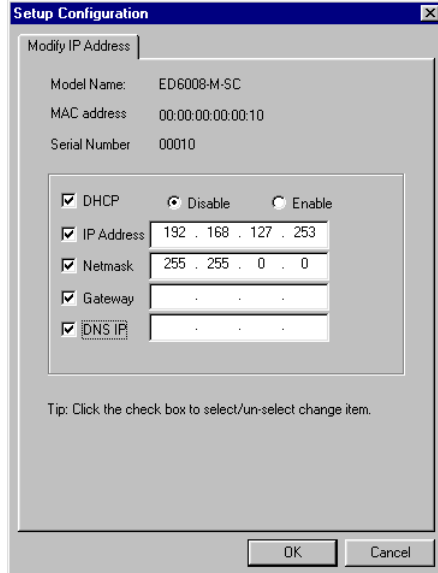 Setup Configuration
Modify IP Address
Model Name: ED6008-M-SC
MAC address 00:00:00:00:00:10
Serial Number 00010
DHCP Disable Enable
IP Address 192 . 168 . 127 . 253
Netmask 255 . 255 . 0 . 0
Gateway . . .
DNS IP . . .
Tip: Click the check box to select/un-select change item.
OK Cancel